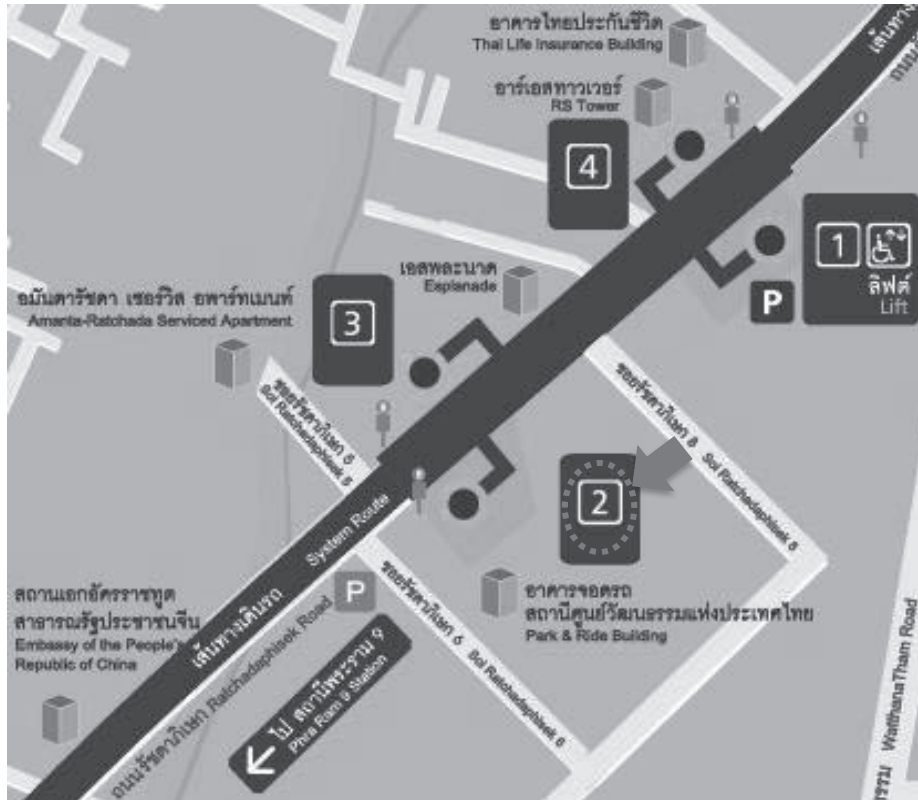 อาคารไทยประกันชีวิต
Thai Life Insurance Building
อาร์เอสทาวเวอร์
RS Tower
เส้นทาง
ถนน
4
1
ลิฟต์
Lift
P
เอสพละนาด
Esplanade
อมันตารัชดา เซอร์วิส อพาร์ทเมนท์
Amanta-Ratchada Serviced Apartment
3
ซอยรัชดาภิเษก 5
Soi Ratchadaphisek 5
ซอยรัชดาภิเษก 8 Soi Ratchadaphisek 8
2
เส้นทางเดินรถ System Route
อาคารจอดรถ
สถานีศูนย์วัฒนธรรมแห่งประเทศไทย
Park & Ride Building
P
ซอยรัชดาภิเษก 6 Soi Ratchadaphisek 6
สถานเอกอัครราชทูต
สาธารณรัฐประชาชนจีน
Embassy of the People's
Republic of China
ถนนรัชดาภิเษก Ratchadaphisek Road
ไป สถานีพระราม 9
Phra Ram 9 Station
WatthanaTham Road